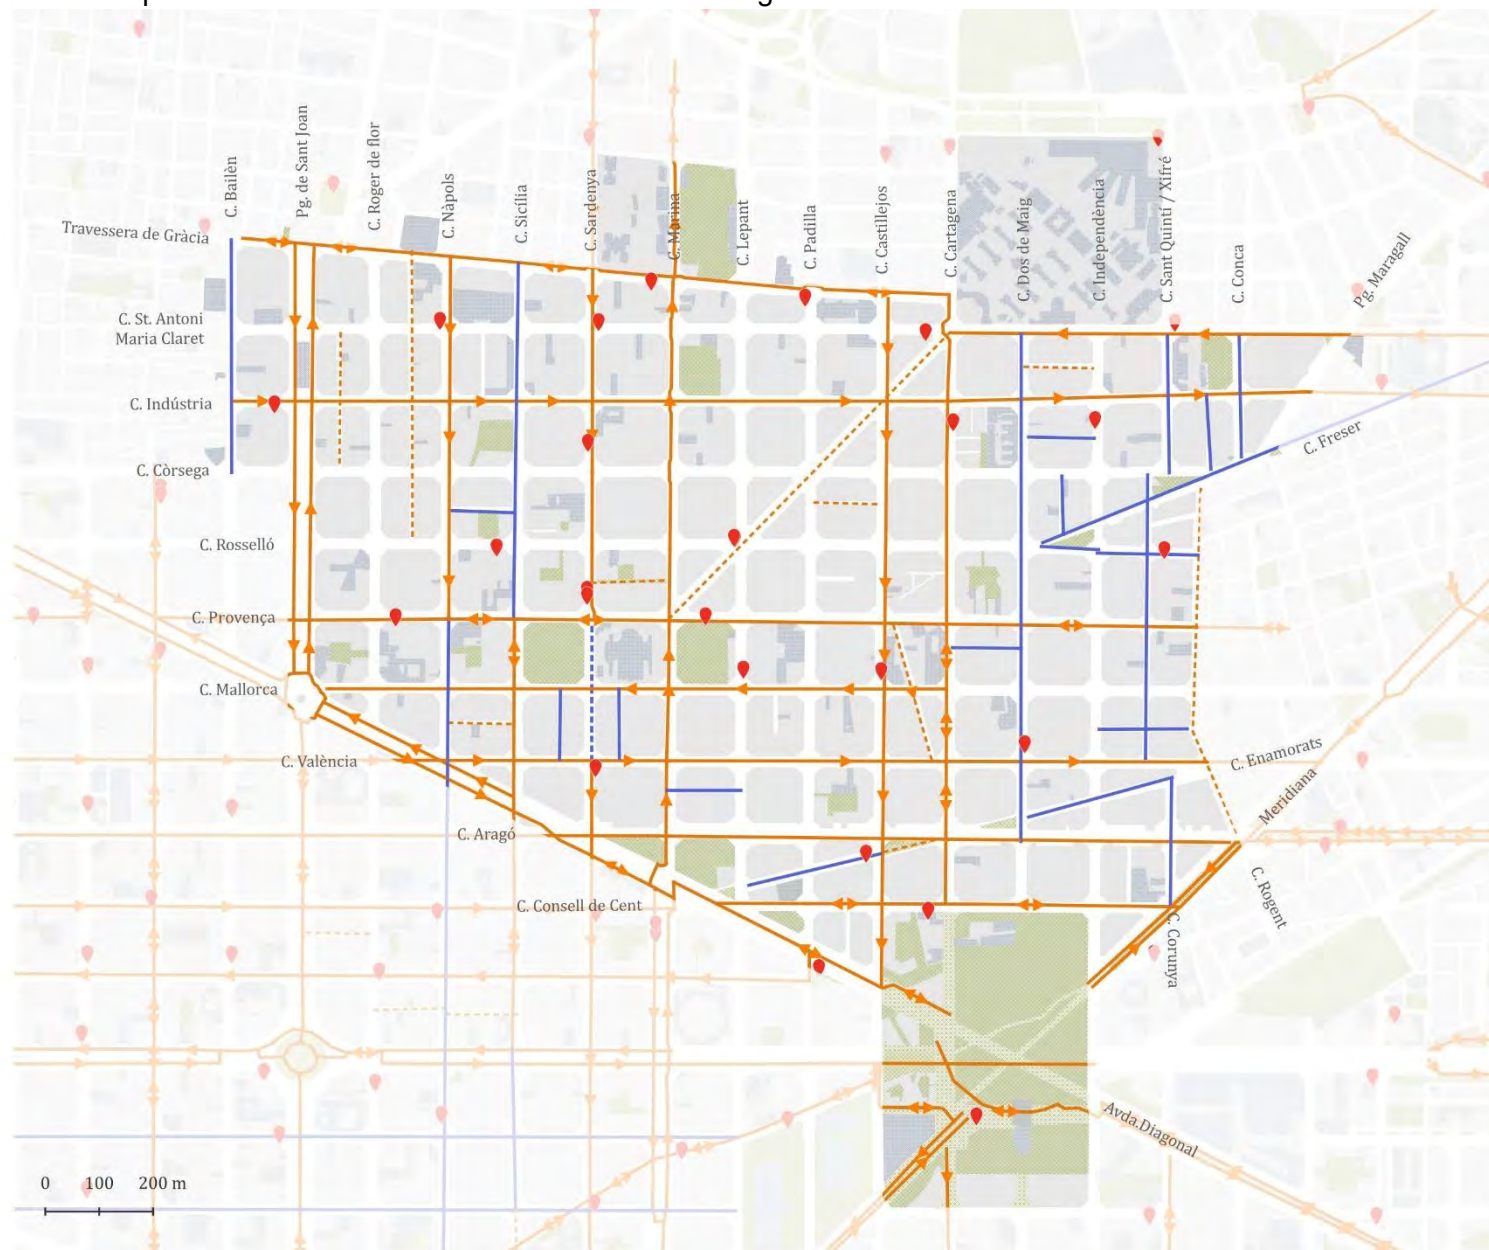 C. Bailèn
Pg. de Sant Joan
C. Roger de flor
C. Nàpols
C. Sicília
C. Sardenya
C. Marina
C. Lepant
C. Padilla
C. Castillejos
C. Cartagena
C. Dos de Maig
C. Independència
C. Sant Quintí / Xifré
C. Conca
Pg. Maragall
Travessera de Gràcia
C. St. Antoni
Maria Claret
C. Indústria
C. Còrsega
C. Freser
C. Rosselló
C. Provença
C. Mallorca
C. València
C. Enamorats
Meridiana
C. Aragó
C. Rogent
C. Consell de Cent
C. Corunya
Avda.Diagonal
0 100 200 m